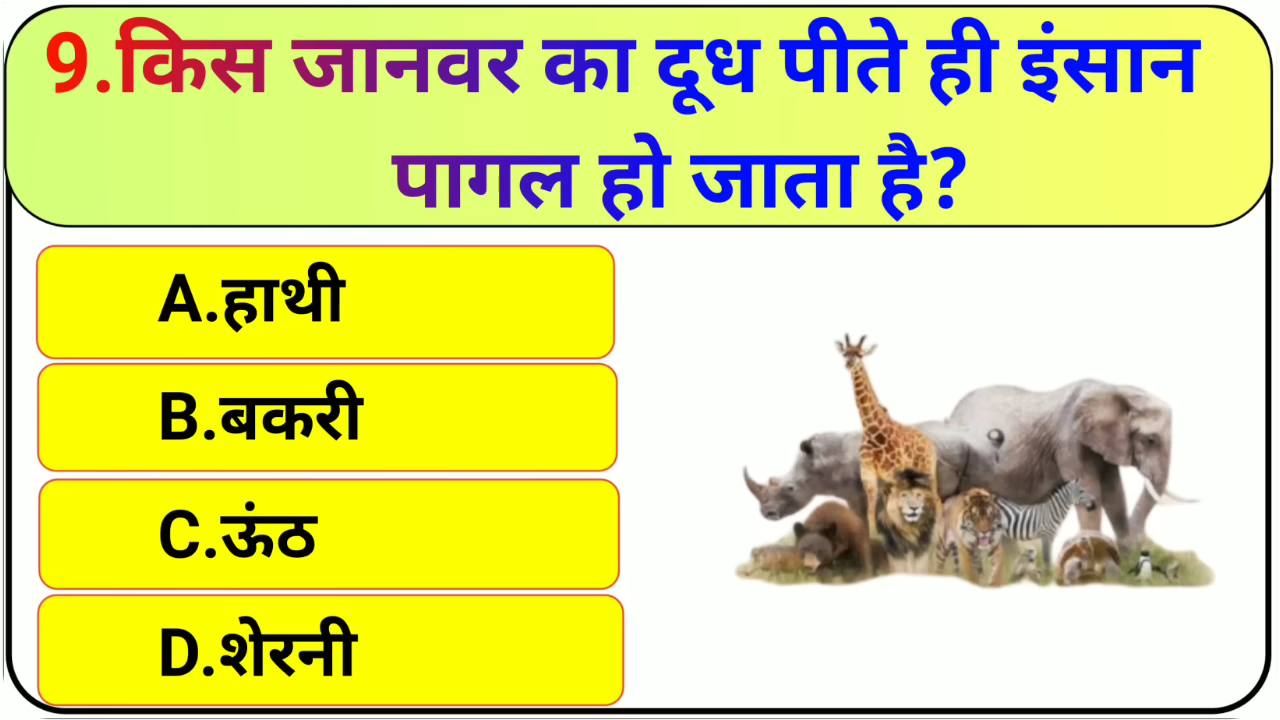 9.किस जानवर का दूध पीते ही इंसान
पागल हो जाता है?
A.हाथी
B.बकरी
C.ऊंठ
D.शेरनी